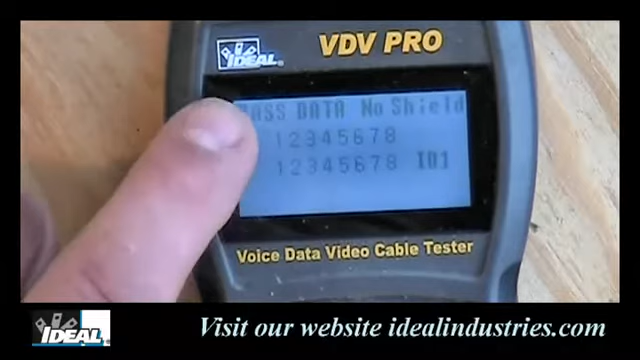 IDEAL
VDV PRO
ASS DATA No Shield
12345678
12345678 ID1
Voice Data Video Cable Tester
IDEAL
Visit our website idealindustries.com